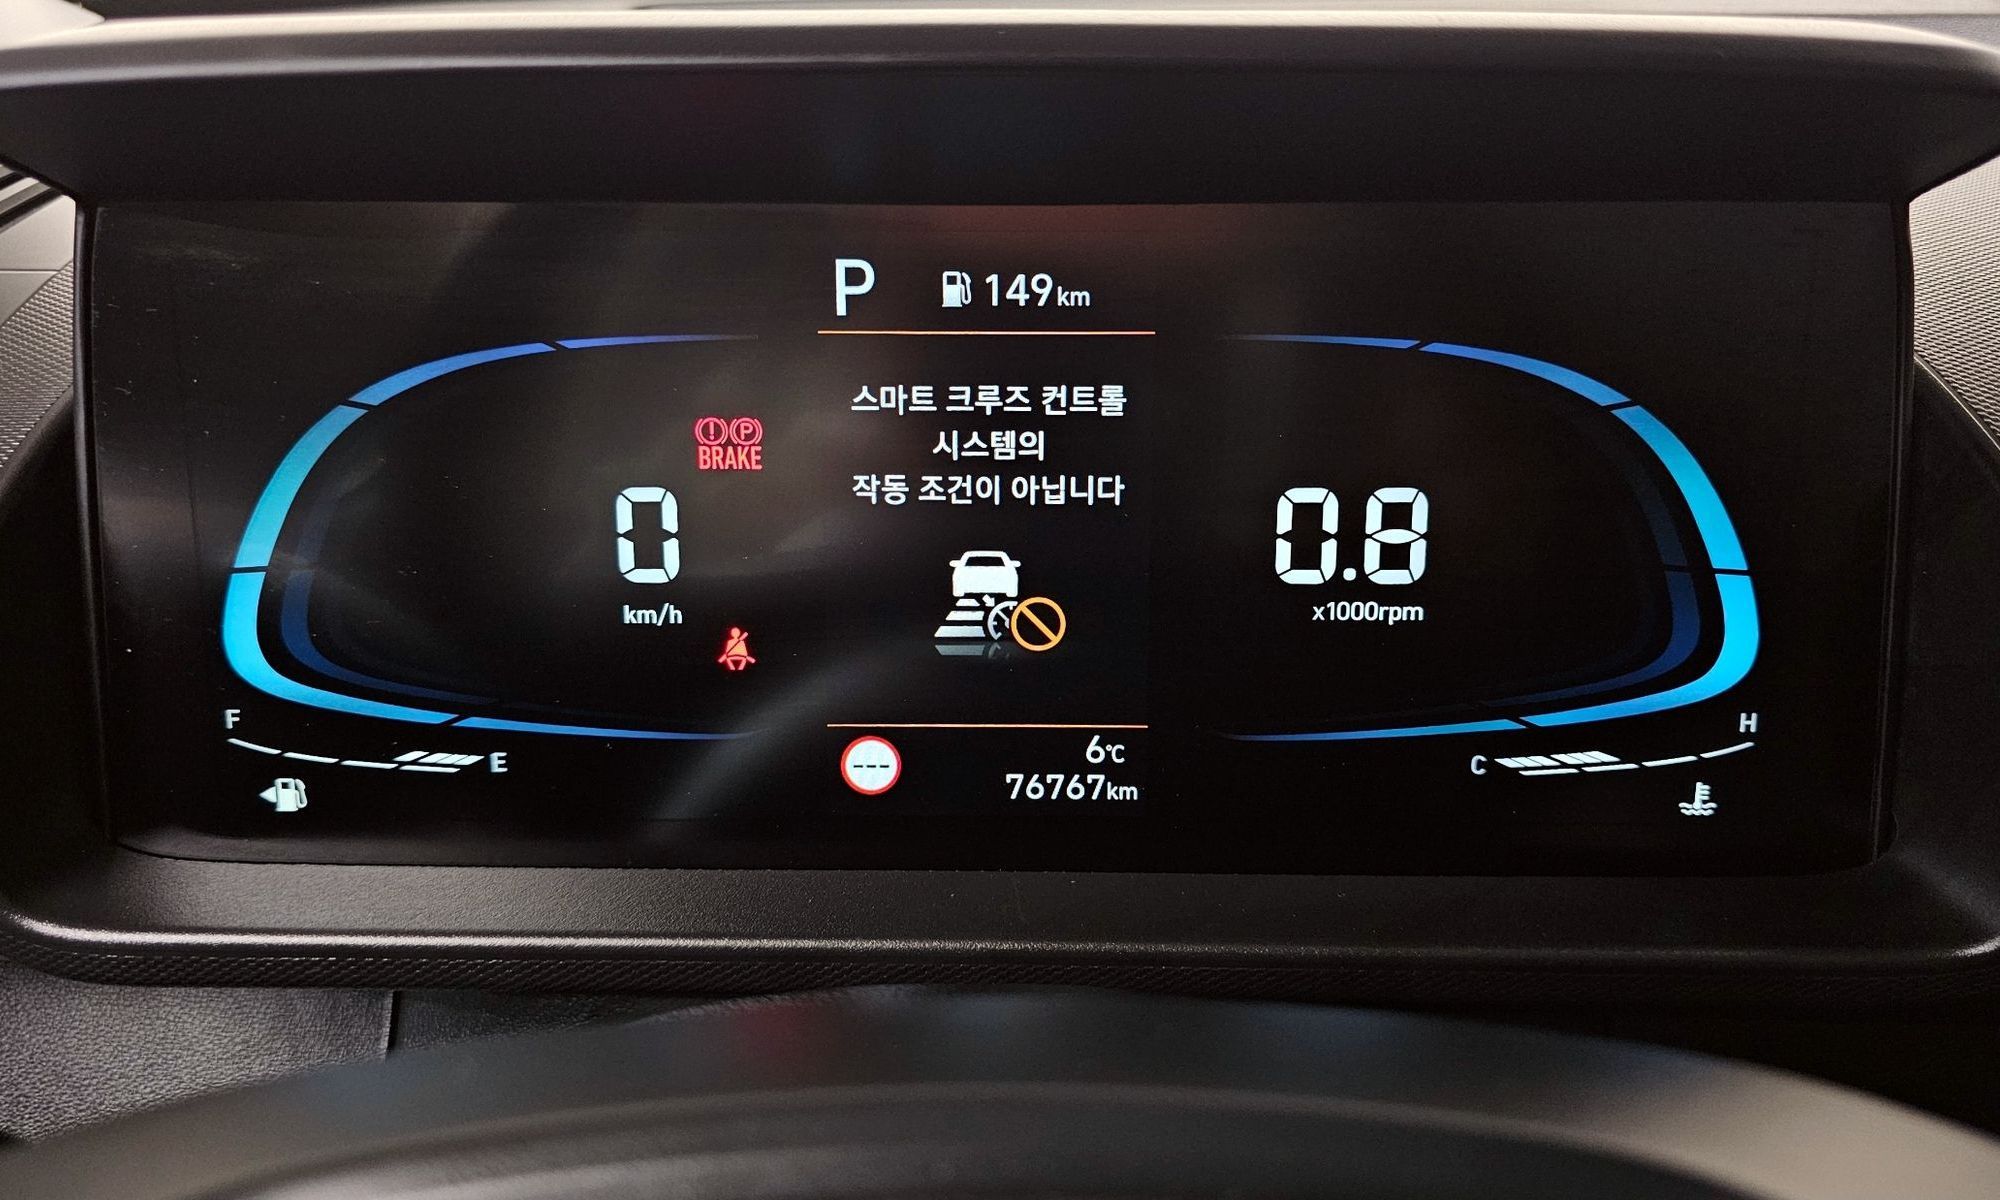 P 149km
스마트 크루즈 컨트롤
시스템의
작동 조건이 아닙니다
(!) (P)
BRAKE
0
km/h
0.8
x1000rpm
F
E
C
H
---
6℃
76767km